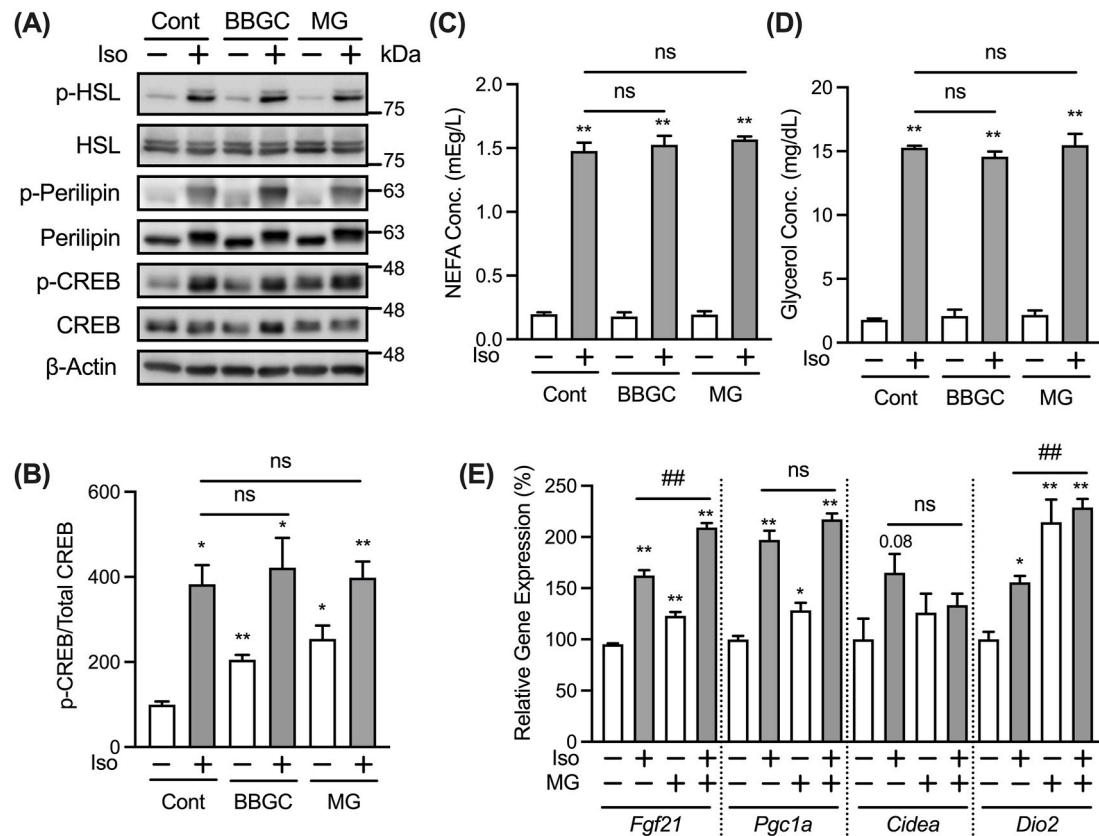 (A)
Cont BBGC MG
Iso − + − + − + kDa
p-HSL
75
HSL
75
p-Perilipin 63
Perilipin 63
p-CREB 48
CREB 48
β-Actin 48
(B)
p-CREB/Total CREB
600
400
200
0
ns
ns
* ** * * **
Iso − + − + − +
Cont BBGC MG
(C)
NEFA Conc. (mEg/L)
2.0
1.5
1.0
0.5
0.0
ns
ns
** ** **
Iso − + − + − +
Cont BBGC MG
(D)
Glycerol Conc. (mg/dL)
20
15
10
5
0
ns
ns
** ** **
Iso − + − + − +
Cont BBGC MG
(E)
Relative Gene Expression (%)
250
200
150
100
50
0
## ns ns ##
** ** ** ** * ** 0.08 * ** **
Iso − + − + − + − + − + − + − + − +
MG − − + + − − + + − − + + − − + +
Fgf21 Pgc1a Cidea Dio2